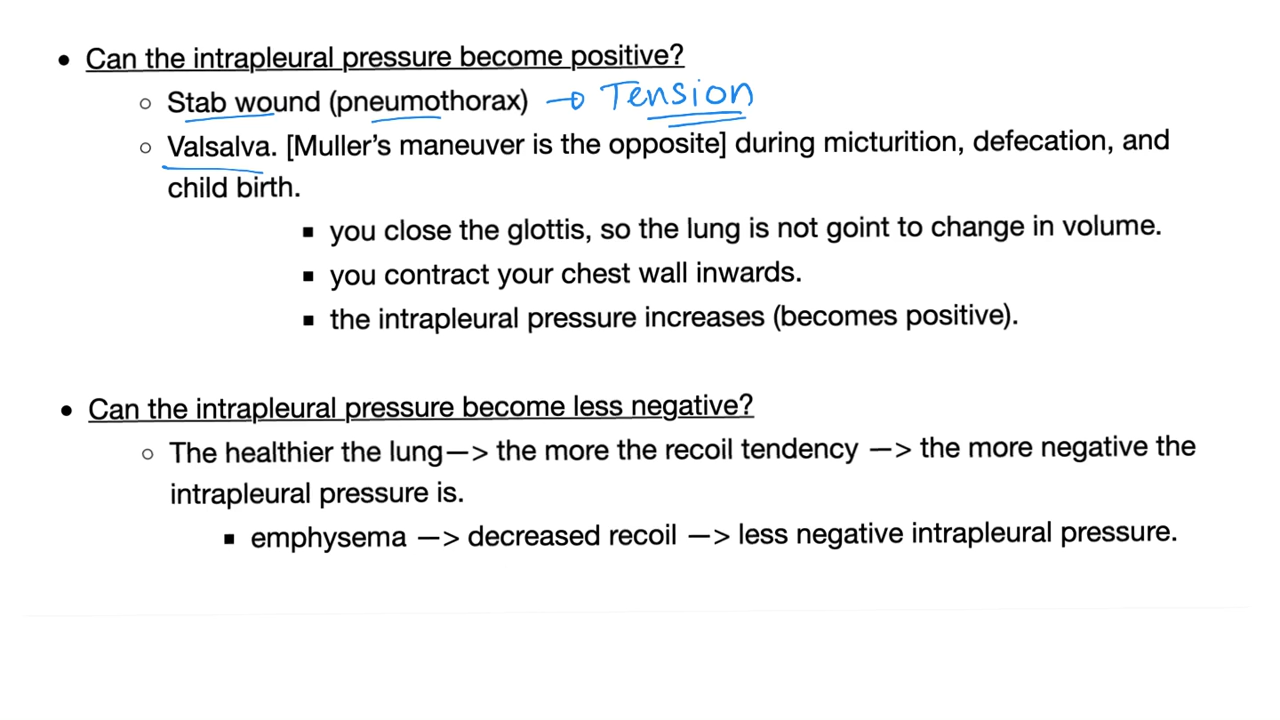 • Can the intrapleural pressure become positive?
○ Stab wound (pneumothorax) → Tension
○ Valsalva. [Muller's maneuver is the opposite] during micturition, defecation, and
child birth.
▪ you close the glottis, so the lung is not goint to change in volume.
▪ you contract your chest wall inwards.
▪ the intrapleural pressure increases (becomes positive).
• Can the intrapleural pressure become less negative?
○ The healthier the lung—> the more the recoil tendency —> the more negative the
intrapleural pressure is.
▪ emphysema —> decreased recoil —> less negative intrapleural pressure.